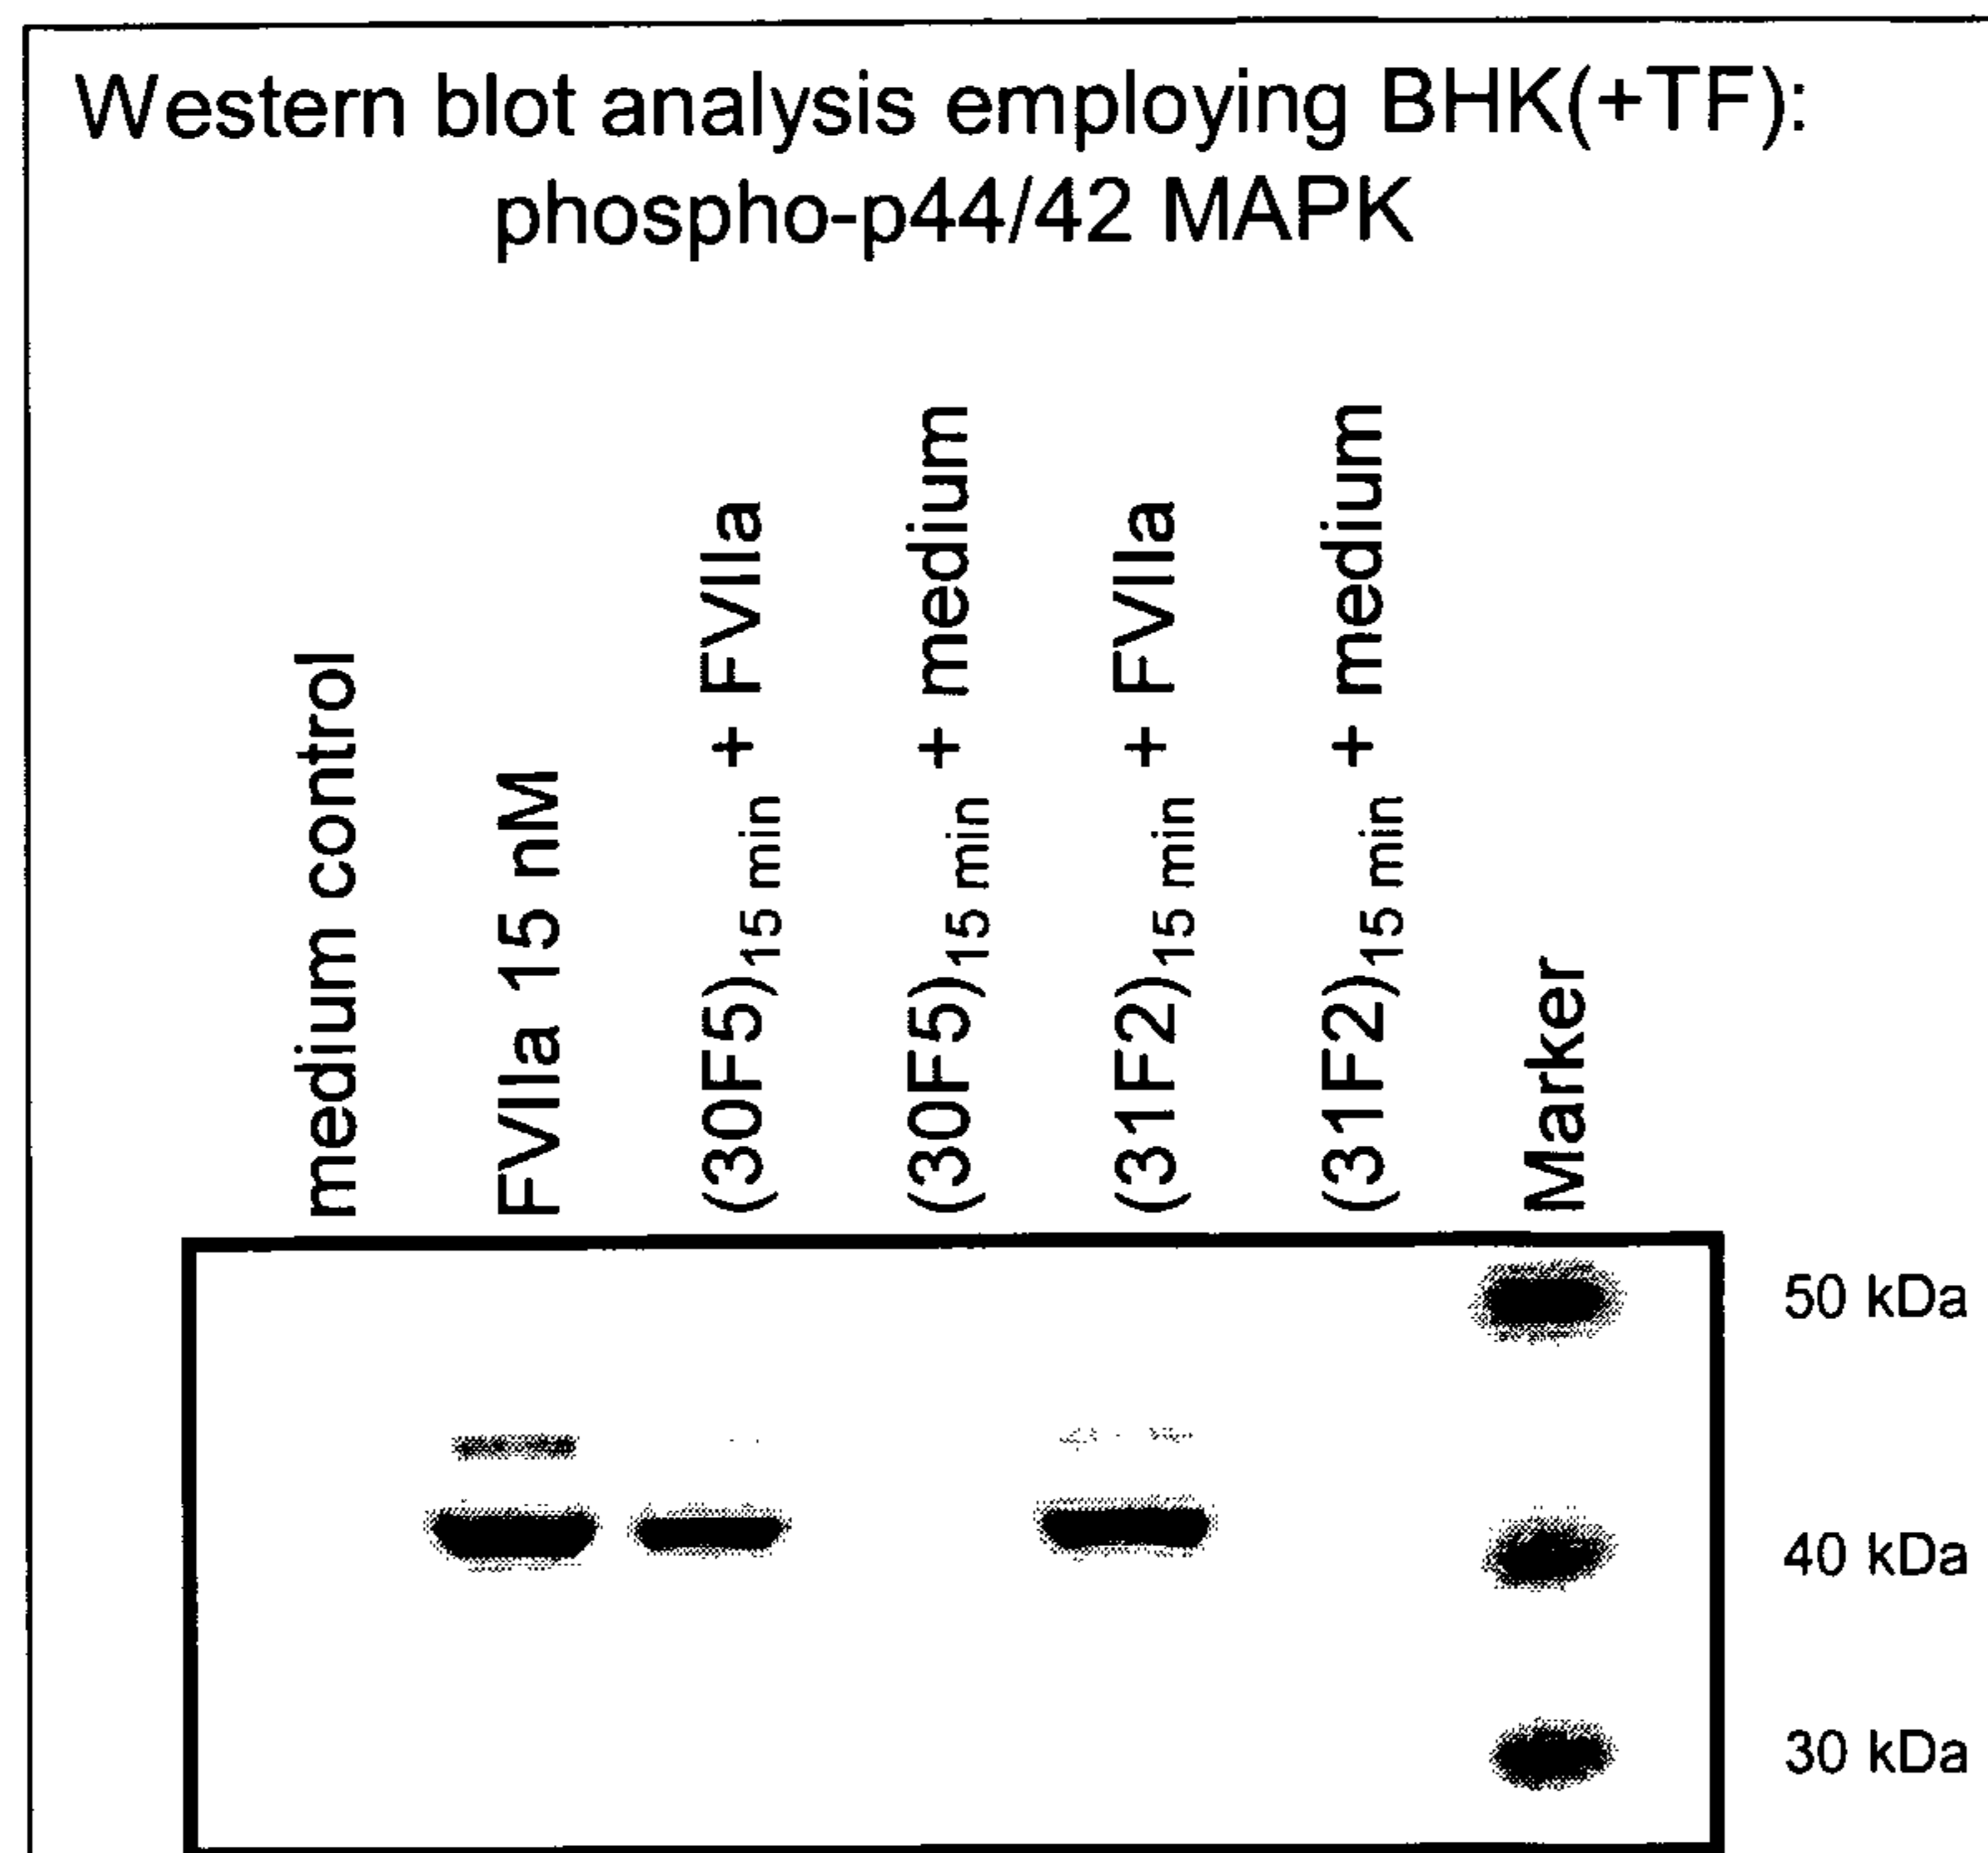 Western blot analysis employing BHK(+TF):
phospho-p44/42 MAPK
medium control
FVIIa 15 nM
(30F5)15 min + FVIIa
(30F5)15 min + medium
(31F2)15 min + FVIIa
(31F2)15 min + medium
Marker
50 kDa
40 kDa
30 kDa